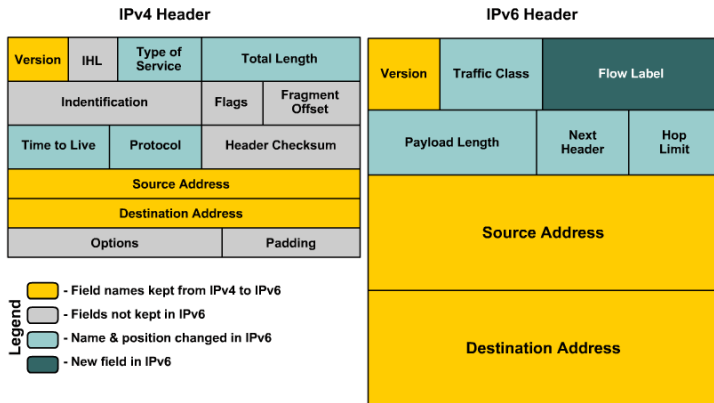 IPv4 Header
Version
IHL
Type of
Service
Total Length
Indentification
Flags
Fragment
Offset
Time to Live
Protocol
Header Checksum
Source Address
Destination Address
Options
Padding
IPv6 Header
Version
Traffic Class
Flow Label
Payload Length
Next
Header
Hop
Limit
Source Address
Destination Address
Legend
- Field names kept from IPv4 to IPv6
- Fields not kept in IPv6
- Name & position changed in IPv6
- New field in IPv6